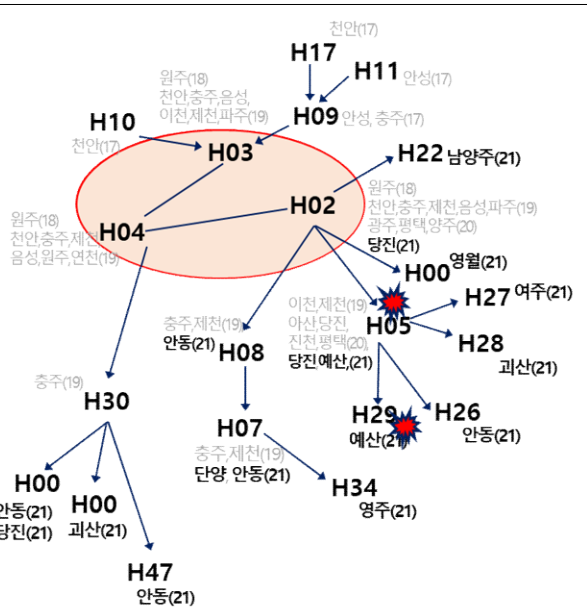 천안(17)
H17
H11 안성(17)
원주(18)
천안,충주,음성,
이천,제천,파주(19)
H09 안성, 충주(17)
H10
천안(17)
H03
H22 남양주(21)
원주(18)
천안,충주,제천,음성,파주(19)
광주,평택,양주(20)
당진(21)
H02
원주(18)
천안,충주,제천
음성,원주,연천(19)
H04
H00 영월(21)
H27 여주(21)
이천,제천(19)
아산,당진,
진천,평택(20),
당진,예산,(21)
H05
H28
괴산(21)
충주,제천(19)
안동(21)
H08
충주(19)
H30
H29
예산(21)
H26
안동(21)
H07
충주,제천(19)
단양, 안동(21)
H34
영주(21)
H00
안동(21)
당진(21)
H00
괴산(21)
H47
안동(21)